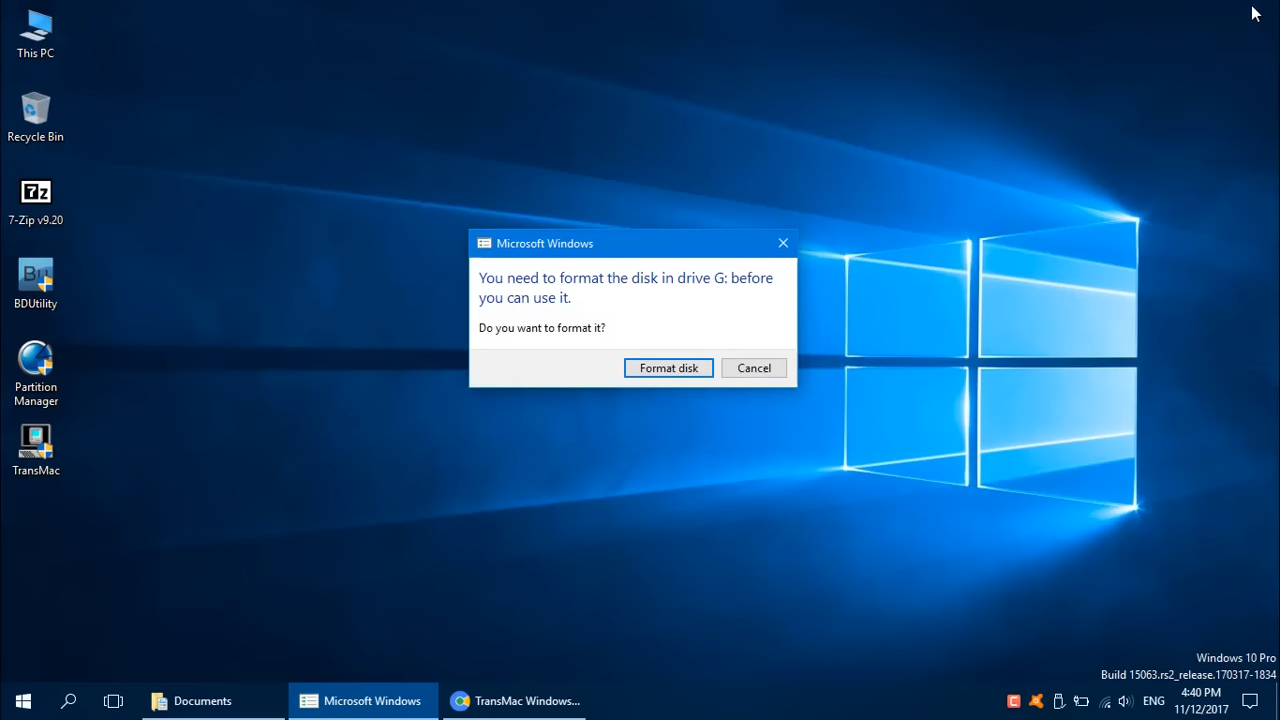 This PC
Recycle Bin
7z
7-Zip v9.20
BU
BDUtility
Partition
Manager
TransMac
Microsoft Windows
You need to format the disk in drive G: before
you can use it.
Do you want to format it?
Format disk
Cancel
Windows 10 Pro
Build 15063.rs2_release.170317-1834
Documents
Microsoft Windows
TransMac Windows...
ENG
4:40 PM
11/12/2017